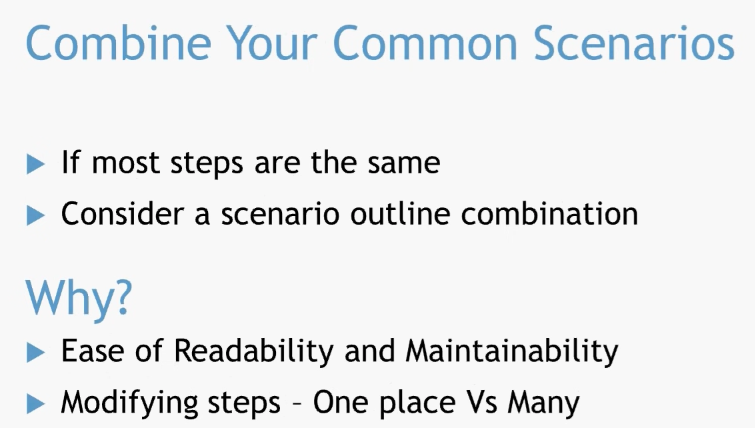 Combine Your Common Scenarios
If most steps are the same
Consider a scenario outline combination
Why?
Ease of Readability and Maintainability
Modifying steps – One place Vs Many